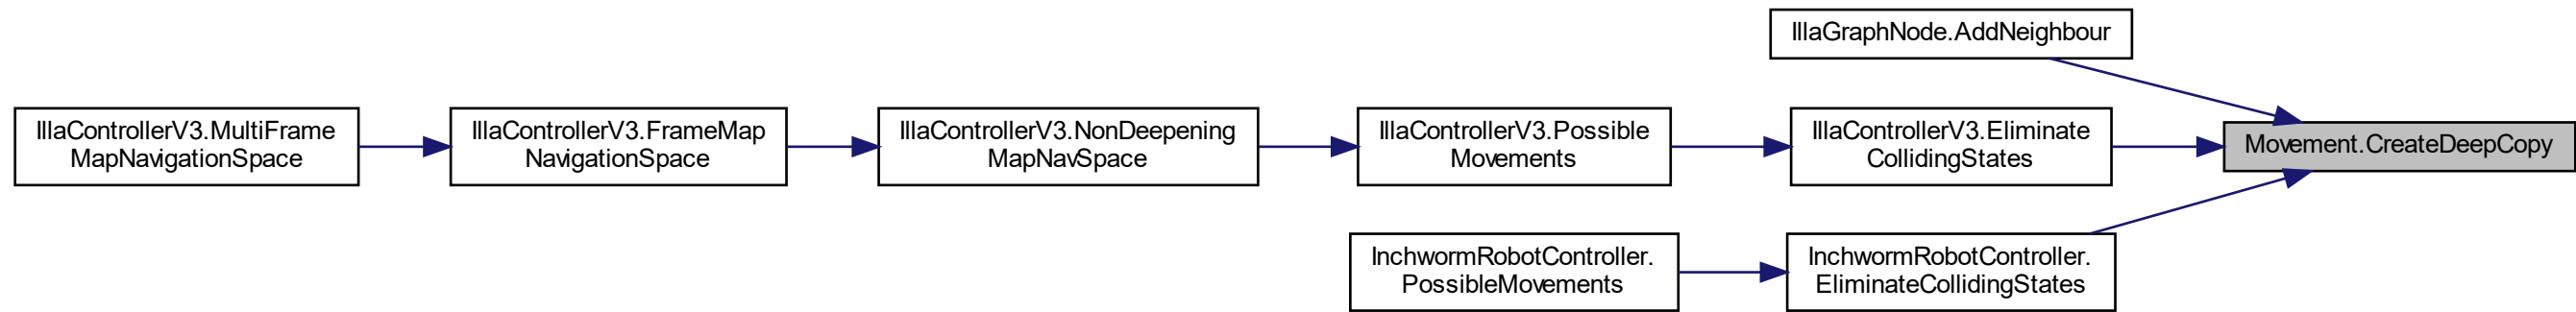 IllaGraphNode.AddNeighbour
IllaControllerV3.MultiFrame
MapNavigationSpace
IllaControllerV3.FrameMap
NavigationSpace
IllaControllerV3.NonDeepening
MapNavSpace
IllaControllerV3.Possible
Movements
IllaControllerV3.Eliminate
CollidingStates
Movement.CreateDeepCopy
InchwormRobotController.
PossibleMovements
InchwormRobotController.
EliminateCollidingStates